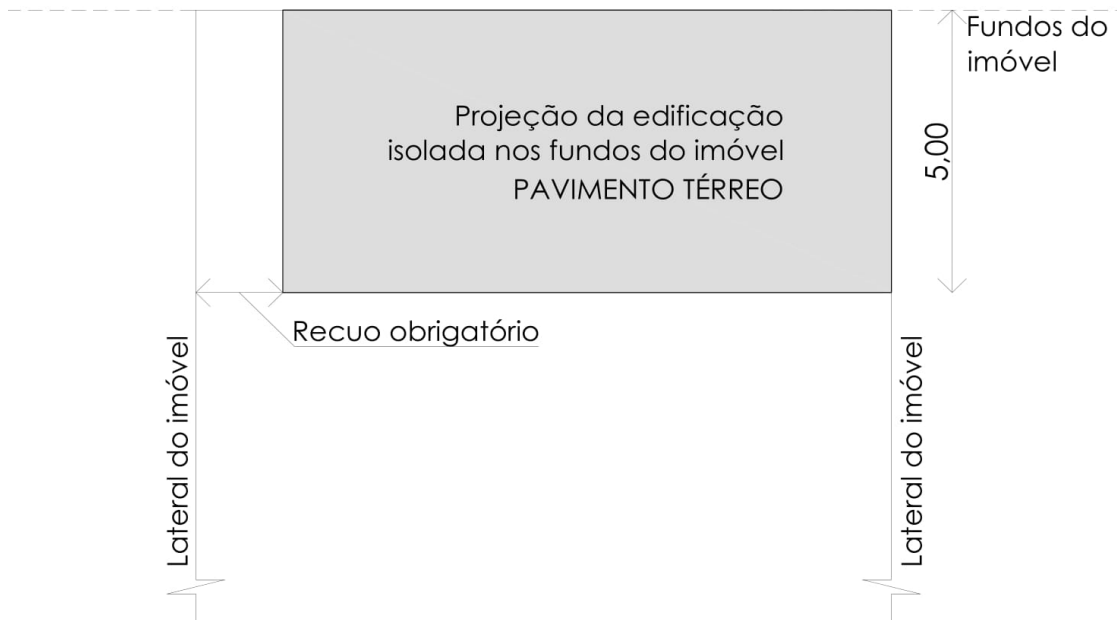 Fundos do
imóvel
Projeção da edificação
isolada nos fundos do imóvel
PAVIMENTO TÉRREO
5,00
Recuo obrigatório
Lateral do imóvel
Lateral do imóvel